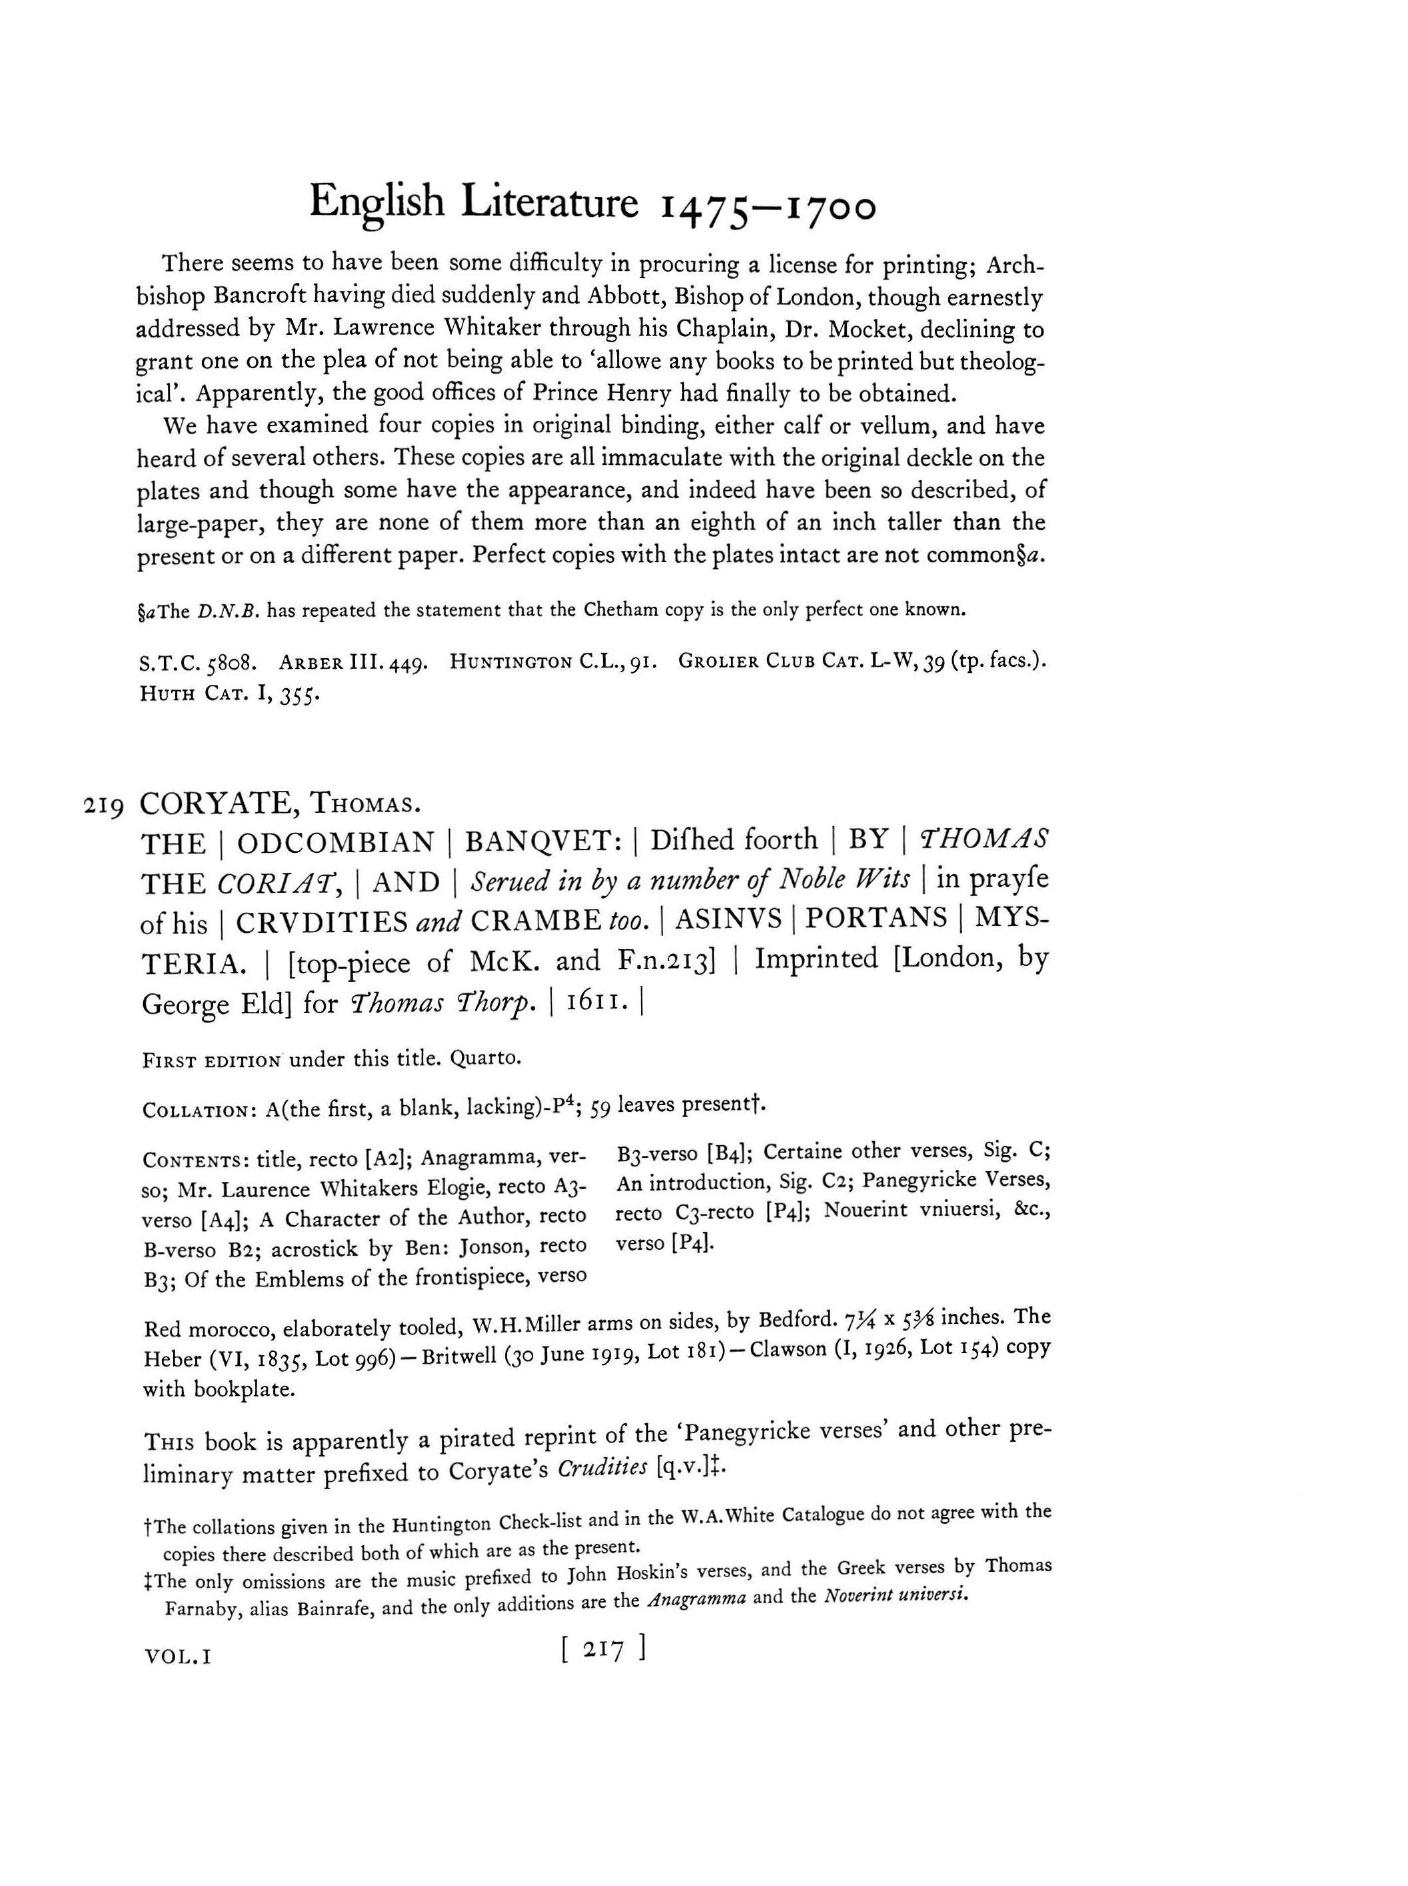 English Literature 1475—1700
There seems to have been some difficulty in procuring a license for printing; Arch-
bishop Bancroft having died suddenly and Abbott, Bishop of London, though earnestly
addressed by Mr. Lawrence Whitaker through his Chaplain, Dr. Mocket, declining to
grant one on the plea of not being able to ‘allowe any books to be printed but theolog-
ical’. Apparently, the good offices of Prince Henry had finally to be obtained.
We have examined four copies in original binding, either calf or vellum, and have
heard of several others. These copies are all immaculate with the original deckle on the
plates and though some have the appearance, and indeed have been so described, of
large-paper, they are none of them more than an eighth of an inch taller than the
present or on a different paper. Perfect copies with the plates intact are not common§a.
§aThe D.N.B. has repeated the statement that the Chetham copy is the only perfect one known.
S.T.C. 5808. ARBER III. 449. HUNTINGTON C.L., 91. GROLIER CLUB CAT. L-W, 39 (tp. facs.).
HUTH CAT. I, 355.
219 CORYATE, THOMAS.
THE | ODCOMBIAN | BANQVET: | Diſhed foorth | BY | THOMAS
THE CORIAT, | AND | Serued in by a number of Noble Wits | in prayſe
of his | CRVDITIES and CRAMBE too. | ASINVS | PORTANS | MYS-
TERIA. | [top-piece of McK. and F.n.213] | Imprinted [London, by
George Eld] for Thomas Thorp. | 1611. |
FIRST EDITION under this title. Quarto.
COLLATION: A(the first, a blank, lacking)-P⁴; 59 leaves present†.
CONTENTS: title, recto [A2]; Anagramma, ver-
so; Mr. Laurence Whitakers Elogie, recto A3-
verso [A4]; A Character of the Author, recto
B-verso B2; acrostick by Ben: Jonson, recto
B3; Of the Emblems of the frontispiece, verso
B3-verso [B4]; Certaine other verses, Sig. C;
An introduction, Sig. C2; Panegyricke Verses,
recto C3-recto [P4]; Nouerint vniuersi, &c.,
verso [P4].
Red morocco, elaborately tooled, W.H.Miller arms on sides, by Bedford. 7¼ x 5⅜ inches. The
Heber (VI, 1835, Lot 996)—Britwell (30 June 1919, Lot 181)—Clawson (I, 1926, Lot 154) copy
with bookplate.
THIS book is apparently a pirated reprint of the ‘Panegyricke verses’ and other pre-
liminary matter prefixed to Coryate’s Crudities [q.v.]‡.
†The collations given in the Huntington Check-list and in the W.A.White Catalogue do not agree with the
copies there described both of which are as the present.
‡The only omissions are the music prefixed to John Hoskin’s verses, and the Greek verses by Thomas
Farnaby, alias Bainrafe, and the only additions are the Anagramma and the Noverint universi.
VOL.I [ 217 ]